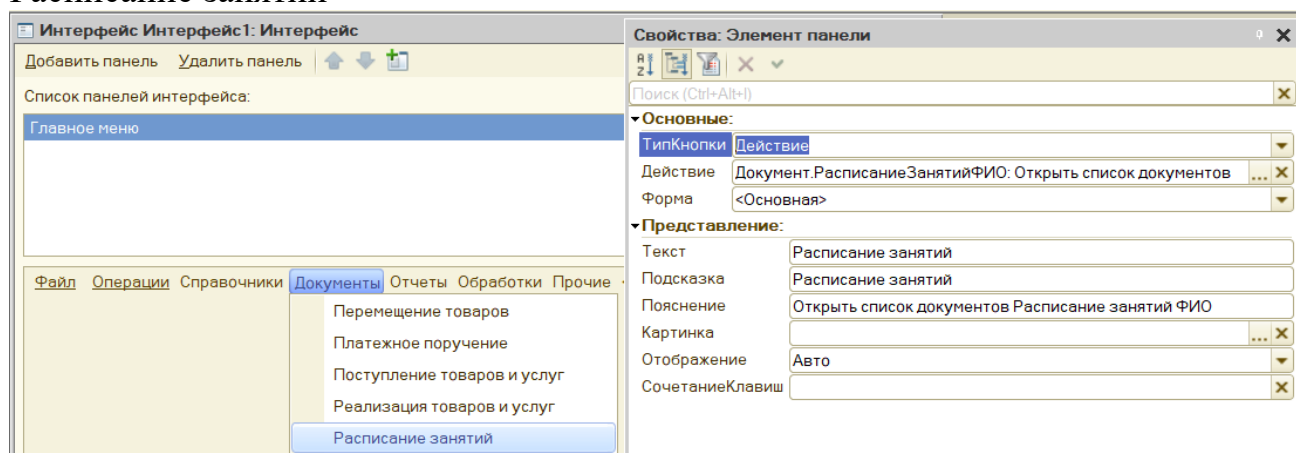 Расписание занятий
Интерфейс Интерфейс1: Интерфейс
Добавить панель Удалить панель
Список панелей интерфейса:
Главное меню
Файл Операции Справочники Документы Отчеты Обработки Прочие
Перемещение товаров
Платежное поручение
Поступление товаров и услуг
Реализация товаров и услуг
Расписание занятий
Свойства: Элемент панели
Поиск (Ctrl+Alt+I)
Основные:
ТипКнопки Действие
Действие Документ.РасписаниеЗанятийФИО: Открыть список документов ...
Форма <Основная>
Представление:
Текст Расписание занятий
Подсказка Расписание занятий
Пояснение Открыть список документов Расписание занятий ФИО
Картинка ...
Отображение Авто
СочетаниеКлавиш